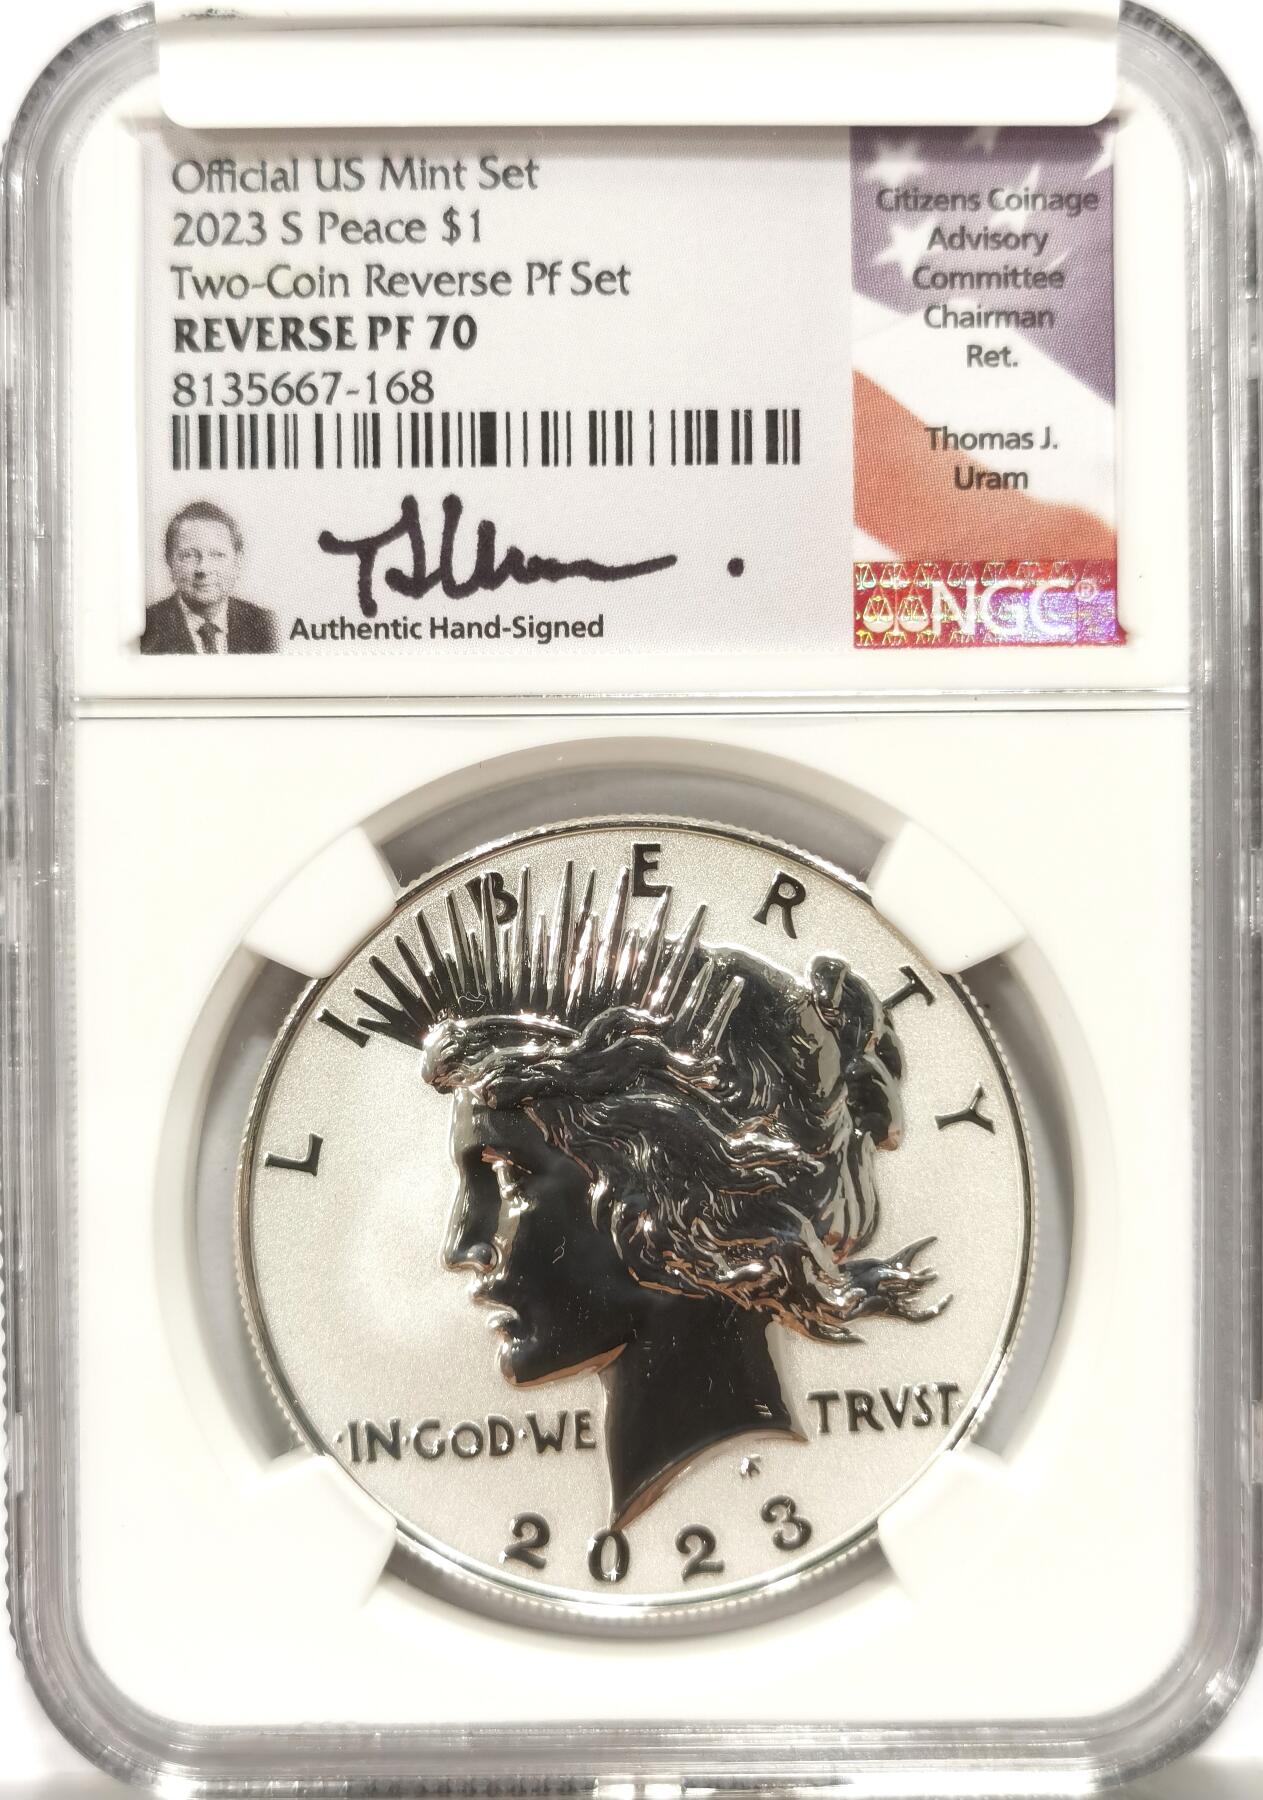 Official US Mint Set
2023 S Peace $1
Two-Coin Reverse Pf Set
REVERSE PF 70
8135667-168
Authentic Hand-Signed
Citizens Coinage
Advisory
Committee
Chairman
Ret.
Thomas J.
Uram
NGC®
LIBERTY
IN·GOD·WE TRVST
2023